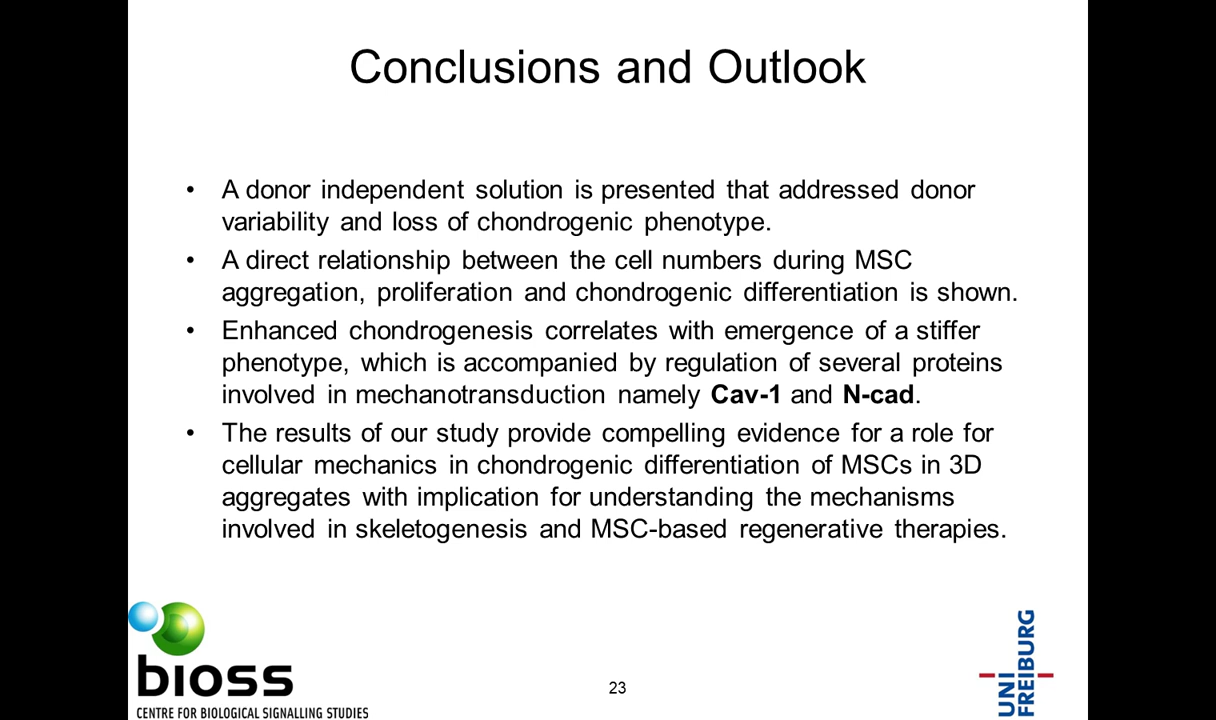 Conclusions and Outlook
• A donor independent solution is presented that addressed donor
variability and loss of chondrogenic phenotype.
• A direct relationship between the cell numbers during MSC
aggregation, proliferation and chondrogenic differentiation is shown.
• Enhanced chondrogenesis correlates with emergence of a stiffer
phenotype, which is accompanied by regulation of several proteins
involved in mechanotransduction namely Cav-1 and N-cad.
• The results of our study provide compelling evidence for a role for
cellular mechanics in chondrogenic differentiation of MSCs in 3D
aggregates with implication for understanding the mechanisms
involved in skeletogenesis and MSC-based regenerative therapies.
bioss
CENTRE FOR BIOLOGICAL SIGNALLING STUDIES
23
UNI
FREIBURG